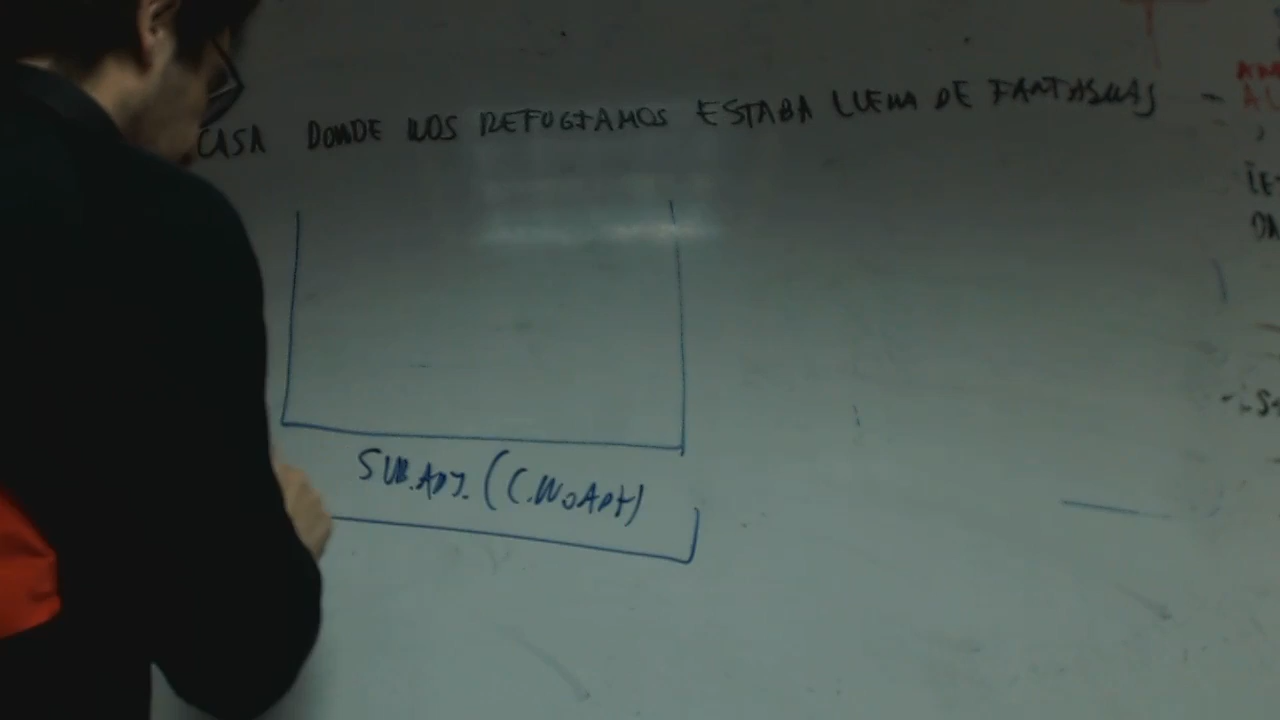 CASA DONDE NOS REFUGIAMOS ESTABA LLENA DE FANTASMAS -
SUB.ADJ. (C.N o ADY)